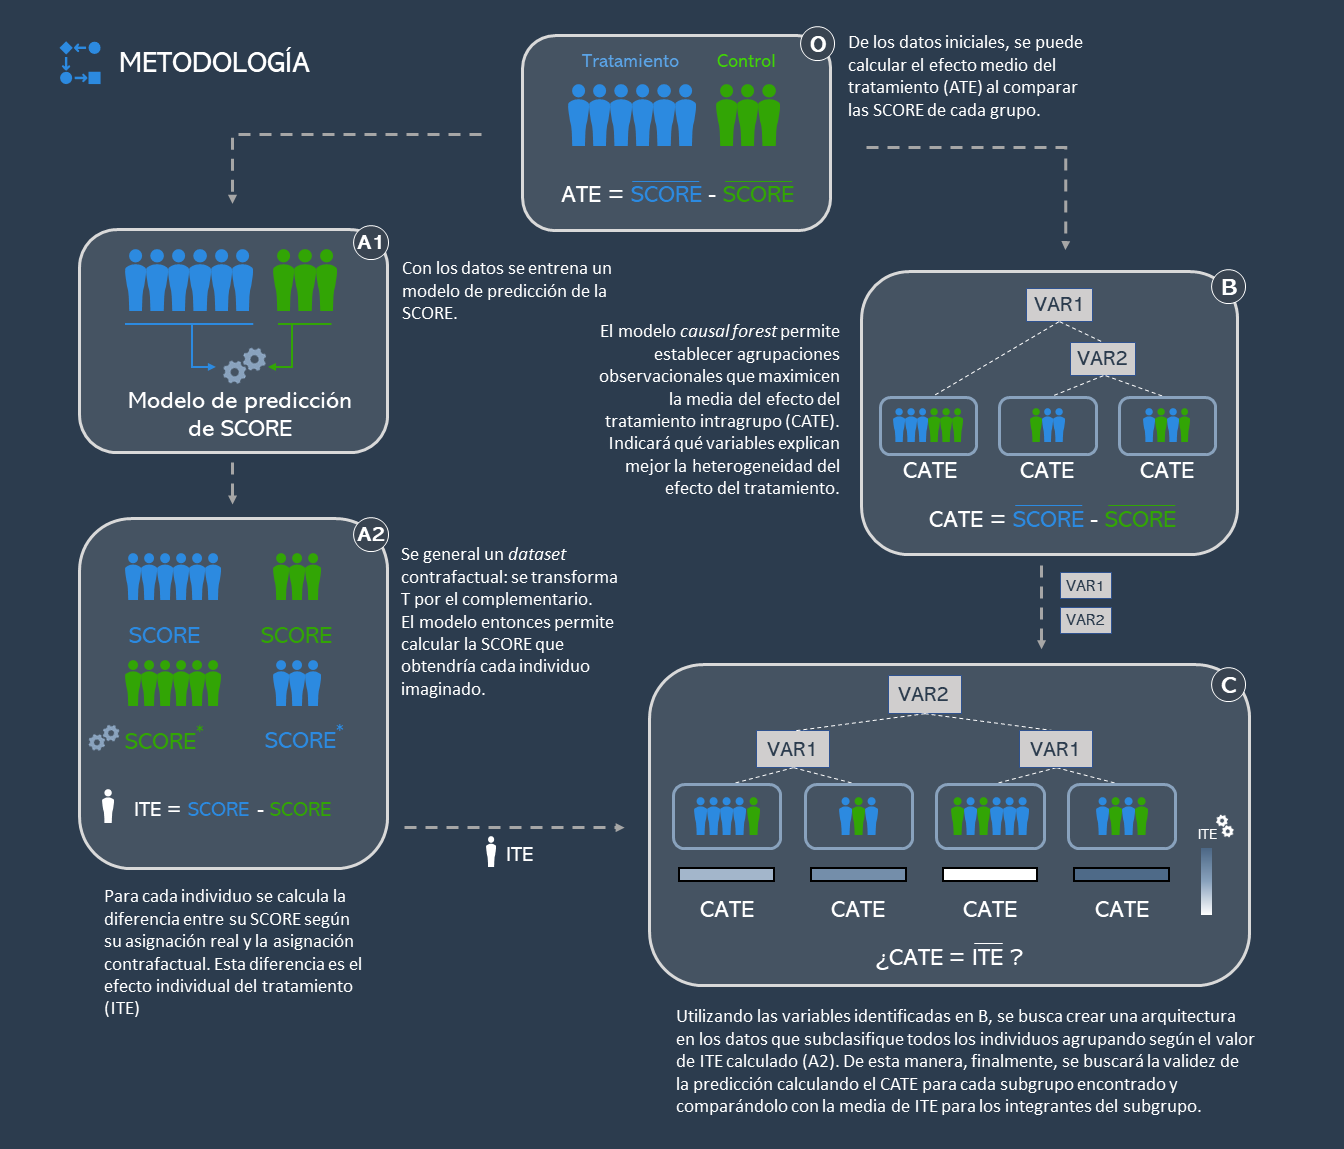 METODOLOGÍA
O
Tratamiento
Control
ATE = SCORE - SCORE
De los datos iniciales, se puede
calcular el efecto medio del
tratamiento (ATE) al comparar
las SCORE de cada grupo.
A1
Modelo de predicción
de SCORE
Con los datos se entrena un
modelo de predicción de la
SCORE.
B
VAR1
VAR2
CATE
CATE
CATE
CATE = SCORE - SCORE
El modelo causal forest permite
establecer agrupaciones
observacionales que maximicen
la media del efecto del
tratamiento intragrupo (CATE).
Indicará qué variables explican
mejor la heterogeneidad del
efecto del tratamiento.
A2
SCORE
SCORE
SCORE*
SCORE*
ITE = SCORE - SCORE
Se general un dataset
contrafactual: se transforma
T por el complementario.
El modelo entonces permite
calcular la SCORE que
obtendría cada individuo
imaginado.
VAR1
VAR2
ITE
Para cada individuo se calcula la
diferencia entre su SCORE según
su asignación real y la asignación
contrafactual. Esta diferencia es el
efecto individual del tratamiento
(ITE)
C
VAR2
VAR1
VAR1
ITE
CATE
CATE
CATE
CATE
¿CATE = ITE ?
Utilizando las variables identificadas en B, se busca crear una arquitectura
en los datos que subclasifique todos los individuos agrupando según el valor
de ITE calculado (A2). De esta manera, finalmente, se buscará la validez de
la predicción calculando el CATE para cada subgrupo encontrado y
comparándolo con la media de ITE para los integrantes del subgrupo.